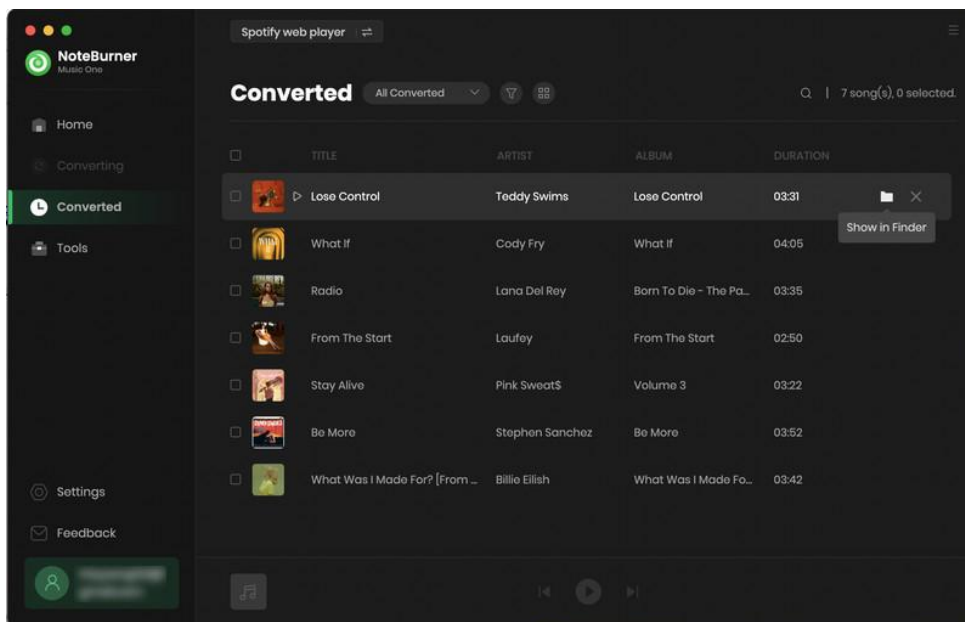 NoteBurner
Music One
Home
Converting
Converted
Tools
Settings
Feedback
Spotify web player
Converted
All Converted
7 song(s), 0 selected.
TITLE ARTIST ALBUM DURATION
Lose Control Teddy Swims Lose Control 03:31
Show in Finder
What If Cody Fry What If 04:05
Radio Lana Del Rey Born To Die - The Pa... 03:35
From The Start Laufey From The Start 02:50
Stay Alive Pink Sweat$ Volume 3 03:22
Be More Stephen Sanchez Be More 03:52
What Was I Made For? [From ... Billie Eilish What Was I Made Fo... 03:42